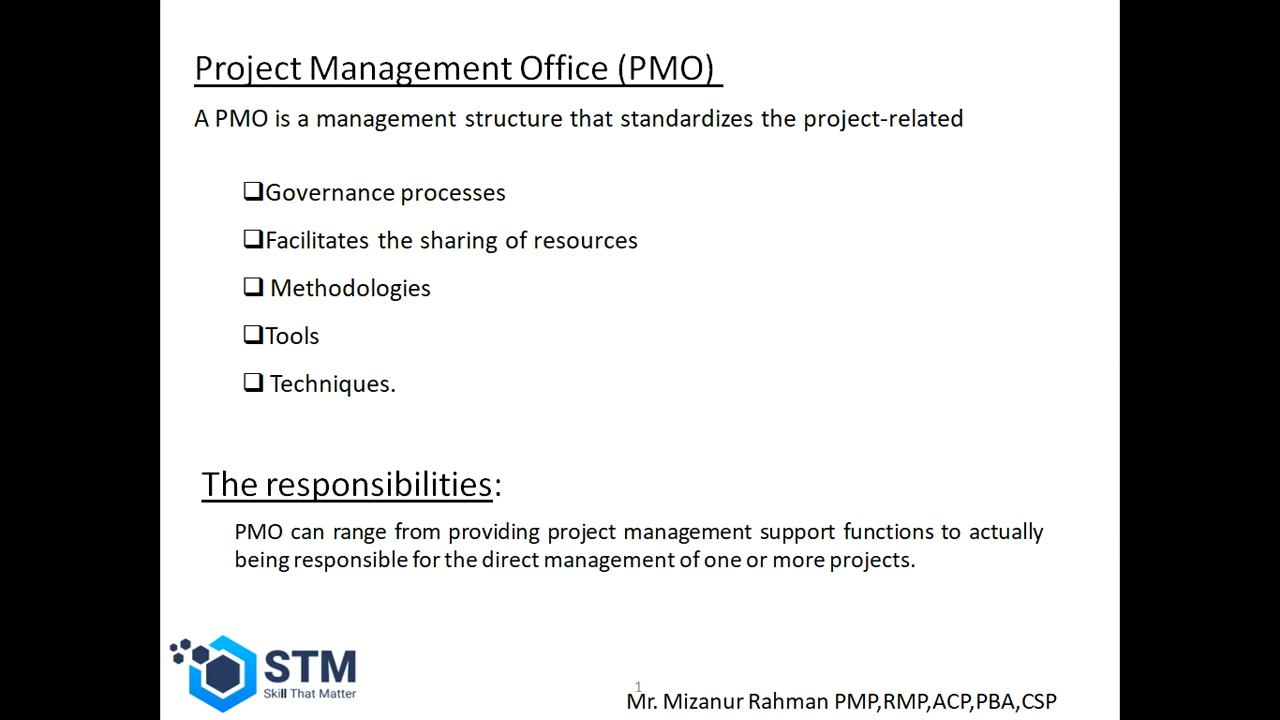 Project Management Office (PMO)
A PMO is a management structure that standardizes the project-related
Governance processes
Facilitates the sharing of resources
Methodologies
Tools
Techniques.
The responsibilities:
PMO can range from providing project management support functions to actually
being responsible for the direct management of one or more projects.
STM
Skill That Matter
1
Mr. Mizanur Rahman PMP,RMP,ACP,PBA,CSP